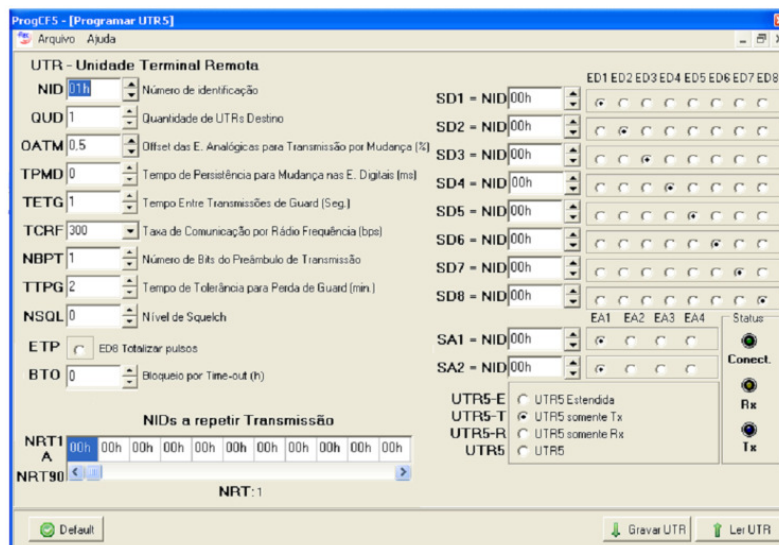 ProgCF5 - [Programar UTR5]
Arquivo Ajuda
UTR - Unidade Terminal Remota
NID 01h Número de identificação
QUD 1 Quantidade de UTRs Destino
OATM 0,5 Offset das E. Analógicas para Transmissão por Mudança (%)
TPMD 0 Tempo de Persistência para Mudança nas E. Digitais (ms)
TETG 1 Tempo Entre Transmissões de Guard (Seg.)
TCRF 300 Taxa de Comunicação por Rádio Frequência (bps)
NBPT 1 Número de Bits do Preâmbulo de Transmissão
TTPG 2 Tempo de Tolerância para Perda de Guard (min.)
NSQL 0 Nível de Squelch
ETP ED8 Totalizar pulsos
BTO 0 Bloqueio por Time-out (h)
NIDs a repetir Transmissão
NRT1 A NRT90 00h 00h 00h 00h 00h 00h 00h 00h 00h 00h
NRT: 1
ED1 ED2 ED3 ED4 ED5 ED6 ED7 ED8
SD1 = NID 00h
SD2 = NID 00h
SD3 = NID 00h
SD4 = NID 00h
SD5 = NID 00h
SD6 = NID 00h
SD7 = NID 00h
SD8 = NID 00h
EA1 EA2 EA3 EA4
SA1 = NID 00h
SA2 = NID 00h
Status
Conect.
Rx
Tx
UTR5-E UTR5 Estendida
UTR5-T UTR5 somente Tx
UTR5-R UTR5 somente Rx
UTR5 UTR5
Default
Gravar UTR
Ler UTR